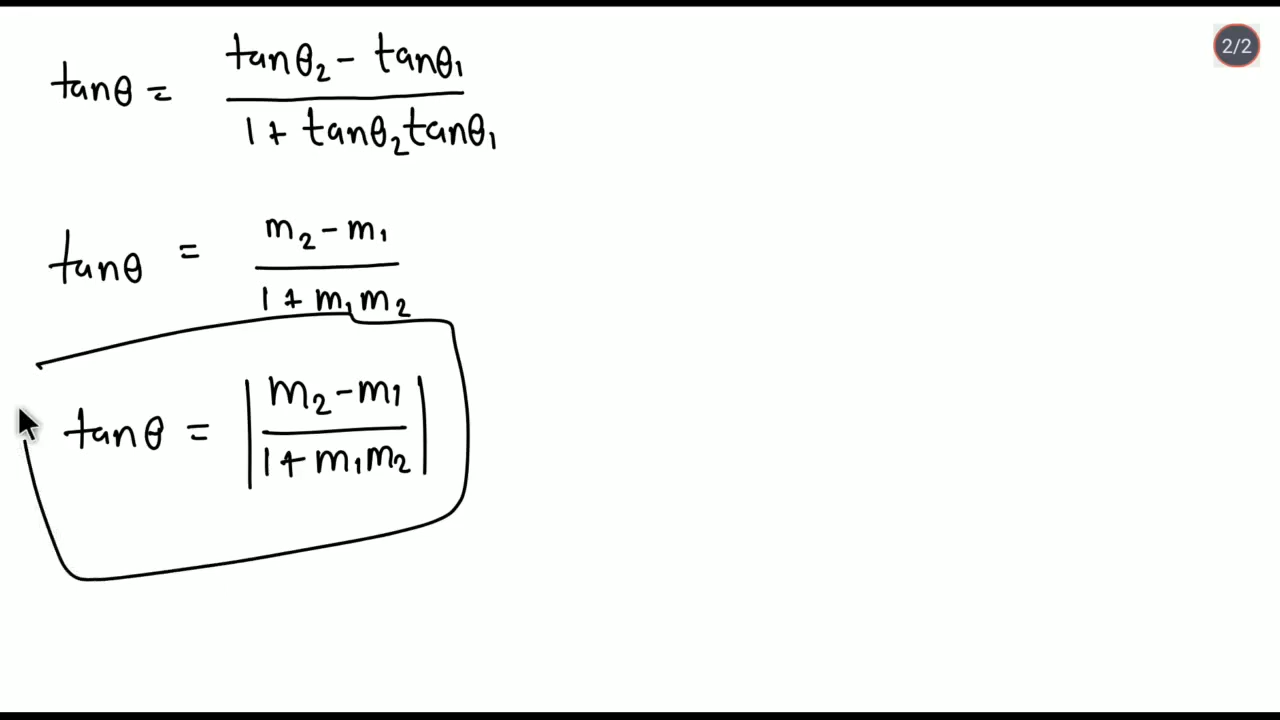 2/2
tanθ = (tanθ₂ - tanθ₁) / (1 + tanθ₂tanθ₁)
tanθ = (m₂ - m₁) / (1 + m₁m₂)
tanθ = |(m₂ - m₁) / (1 + m₁m₂)|